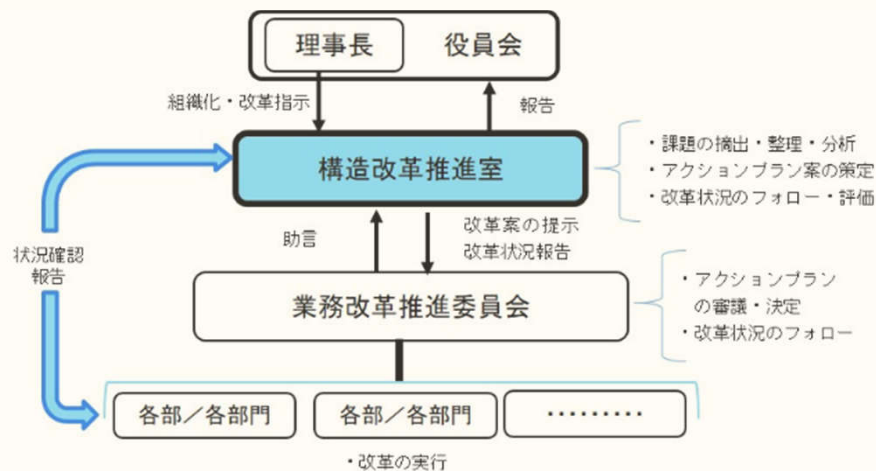 理事長
役員会
組織化・改革指示
報告
構造改革推進室
・課題の摘出・整理・分析
・アクションプラン案の策定
・改革状況のフォロー・評価
助言
改革案の提示
改革状況報告
状況確認
報告
業務改革推進委員会
・アクションプラン
の審議・決定
・改革状況のフォロー
各部／各部門
各部／各部門
………
・改革の実行